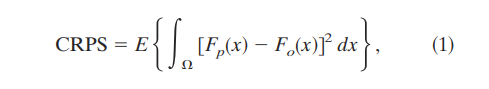 CRPS = E{∫_Ω [F_p(x) − F_o(x)]² dx}, (1)